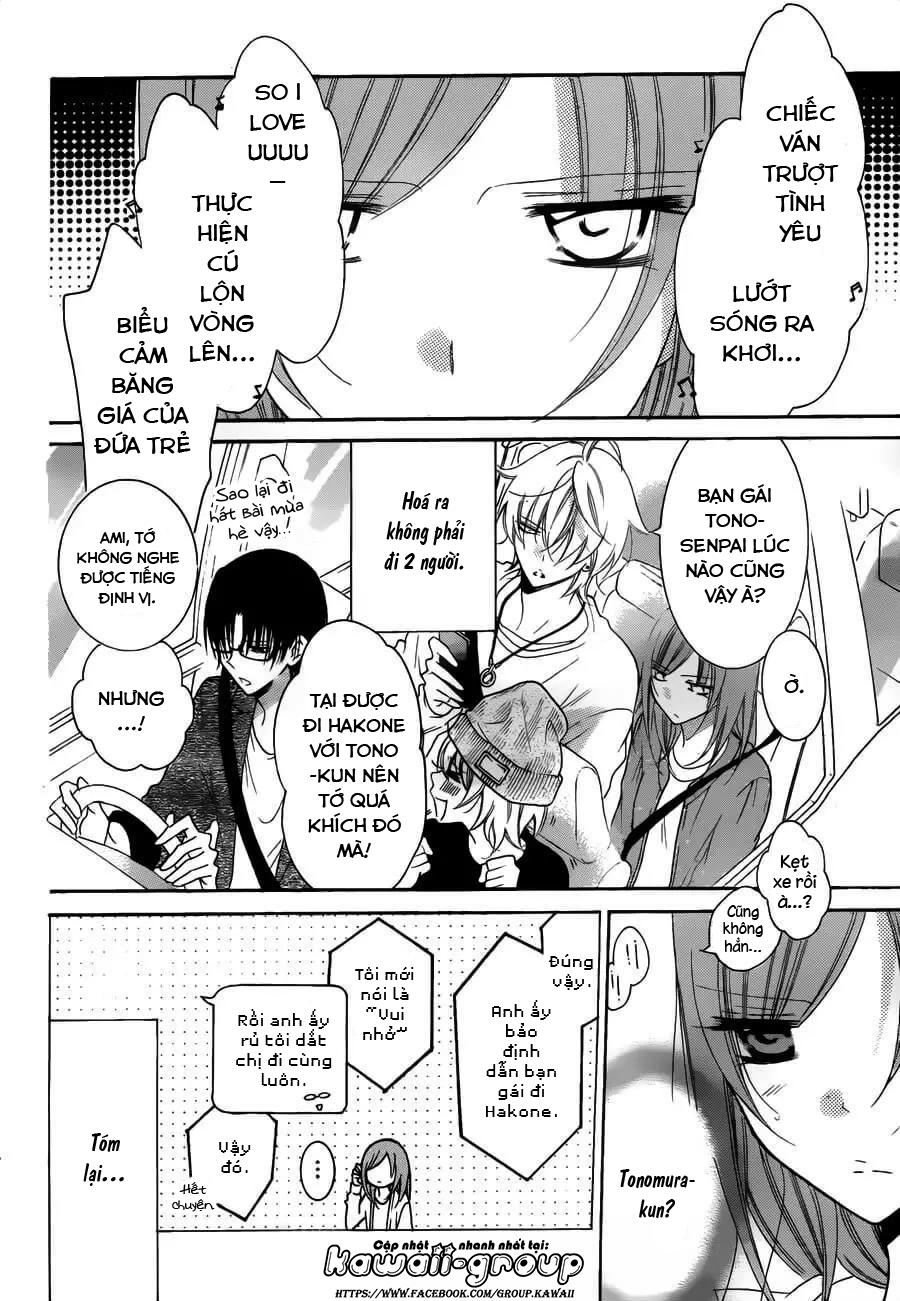 CHIẾC
VÁN
TRƯỢT
TÌNH
YÊU
LƯỚT
SÓNG RA
KHƠI...
SO I
LOVE
UUUU
–
THỰC
HIỆN
CÚ
LỘN
VÒNG
LÊN...
BIỂU
CẢM
BĂNG
GIÁ CỦA
ĐỨA TRẺ
BẠN GÁI
TONO-
SENPAI LÚC
NÀO CŨNG
VẬY À?
Ờ.
Hoá ra
không phải
đi 2 người.
Sao lại đi
hát bài mùa
hè vậy..!
AMI, TỚ
KHÔNG NGHE
ĐƯỢC TIẾNG
ĐỊNH VỊ.
NHƯNG
...!
TẠI ĐƯỢC
ĐI HAKONE
VỚI TONO
-KUN NÊN
TỚ QUÁ
KHÍCH ĐÓ
MÀ!
Kẹt
xe rồi
à...?
Cũng
không
hẳn...
Tonomura-
kun?
Đúng
vậy.
Anh ấy
bảo
định
dẫn bạn
gái đi
Hakone.
Tôi mới
nói là
"Vui
nhở"
Rồi anh ấy
rủ tôi dắt
chị đi cùng
luôn.
Vậy
đó.
Hết
chuyện
...
Tóm
lại...
Cập nhật nhanh nhất tại:
kawaii-group
HTTPS://WWW.FACEBOOK.COM/GROUP.KAWAII